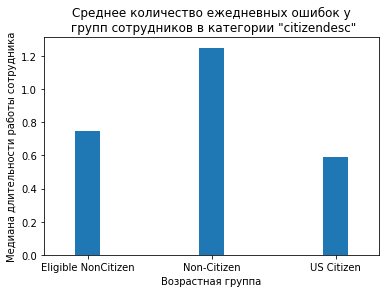 Среднее количество ежедневных ошибок у
групп сотрудников в категории "citizendesc"
Медиана длительности работы сотрудника
1.2
1.0
0.8
0.6
0.4
0.2
0.0
Eligible NonCitizen
Non-Citizen
US Citizen
Возрастная группа